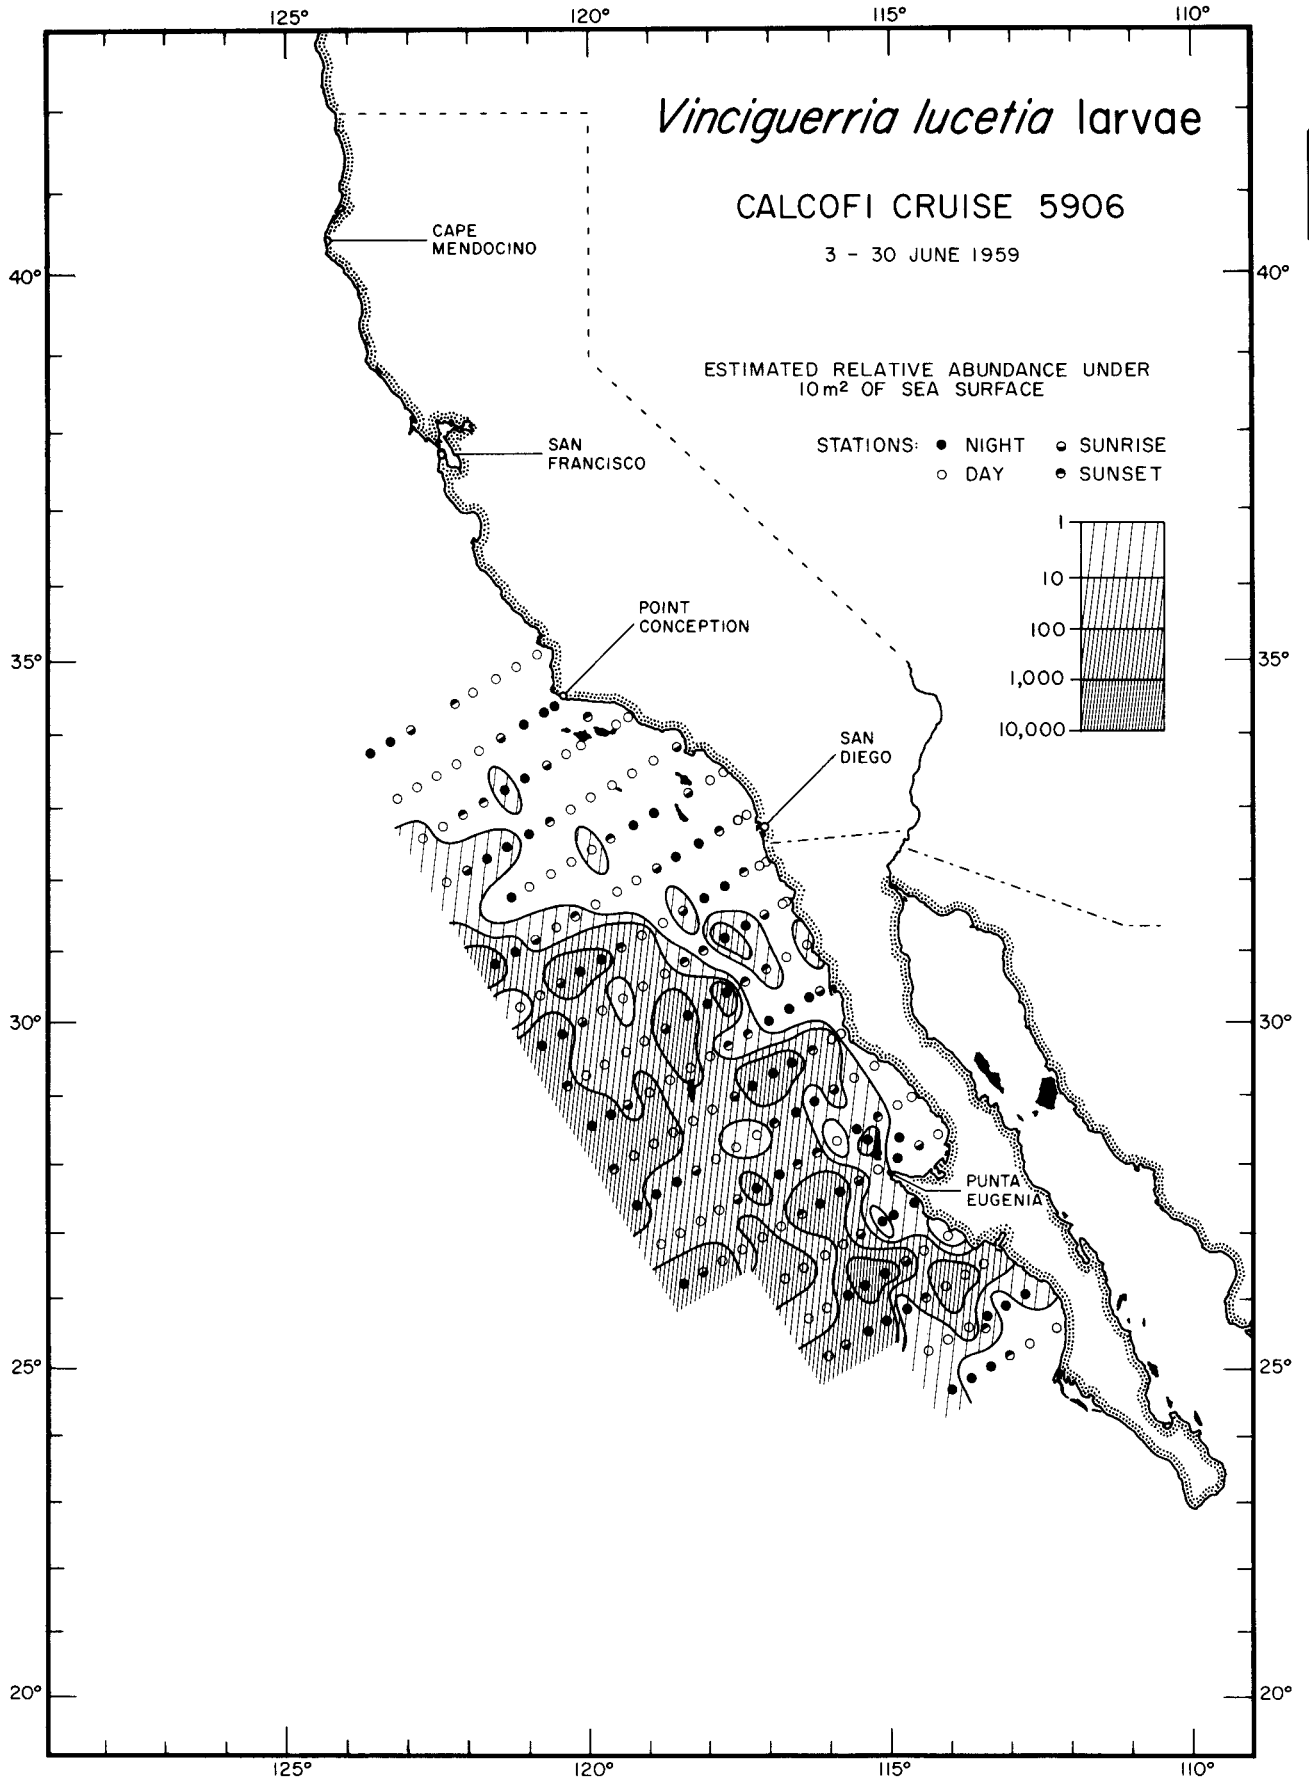 125° 120° 115° 110°
Vinciguerria lucetia larvae
CALCOFI CRUISE 5906
3 - 30 JUNE 1959
CAPE
MENDOCINO
40° 40°
ESTIMATED RELATIVE ABUNDANCE UNDER
10m² OF SEA SURFACE
STATIONS: ● NIGHT ◒ SUNRISE
○ DAY ◓ SUNSET
SAN
FRANCISCO
1
10
100
1,000
10,000
POINT
CONCEPTION
35° 35°
SAN
DIEGO
30° 30°
PUNTA
EUGENIA
25° 25°
20° 20°
125° 120° 115° 110°